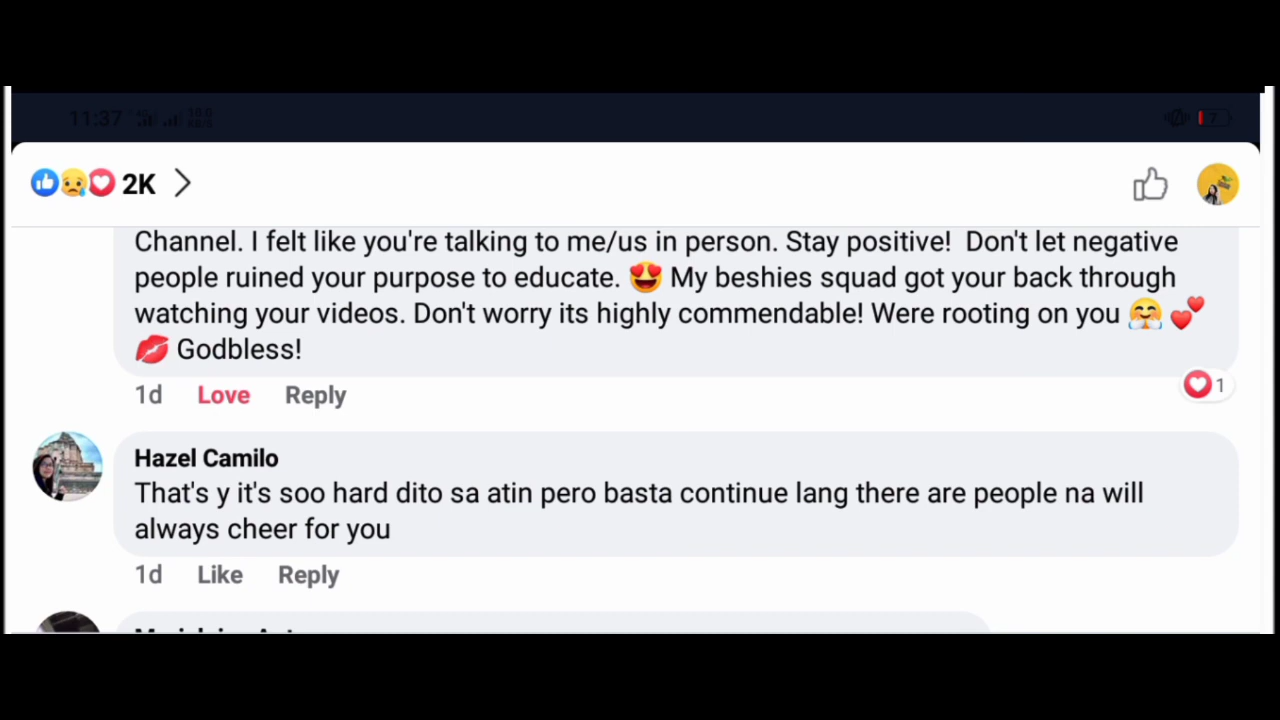 11:37
2K
Channel. I felt like you're talking to me/us in person. Stay positive! Don't let negative
people ruined your purpose to educate. 😍 My beshies squad got your back through
watching your videos. Don't worry its highly commendable! Were rooting on you 🤗 💕
💋 Godbless!
1d Love Reply
1
Hazel Camilo
That's y it's soo hard dito sa atin pero basta continue lang there are people na will
always cheer for you
1d Like Reply